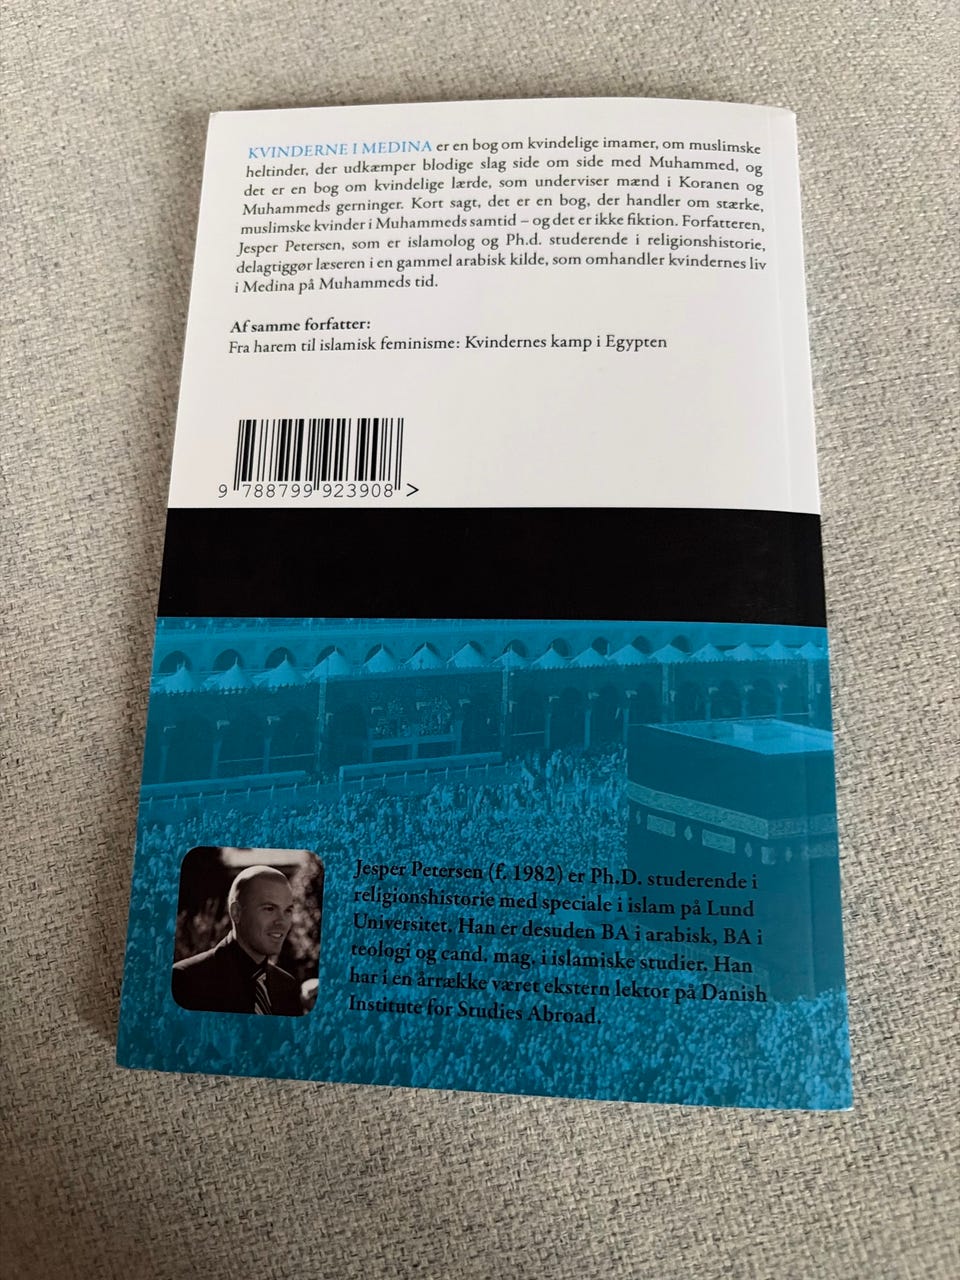 KVINDERNE I MEDINA er en bog om kvindelige imamer, om muslimske
heltinder, der udkæmper blodige slag side om side med Muhammed, og
det er en bog om kvindelige lærde, som underviser mænd i Koranen og
Muhammeds gerninger. Kort sagt, det er en bog, der handler om stærke,
muslimske kvinder i Muhammeds samtid – og det er ikke fiktion. Forfatteren,
Jesper Petersen, som er islamolog og Ph.d. studerende i religionshistorie,
delagtiggør læseren i en gammel arabisk kilde, som omhandler kvindernes liv
i Medina på Muhammeds tid.
Af samme forfatter:
Fra harem til islamisk feminisme: Kvindernes kamp i Egypten
9 788799 923908 >
Jesper Petersen (f. 1982) er Ph.D. studerende i
religionshistorie med speciale i islam på Lund
Universitet. Han er desuden BA i arabisk, BA i
teologi og cand. mag. i islamiske studier. Han
har i en årrække været ekstern lektor på Danish
Institute for Studies Abroad.